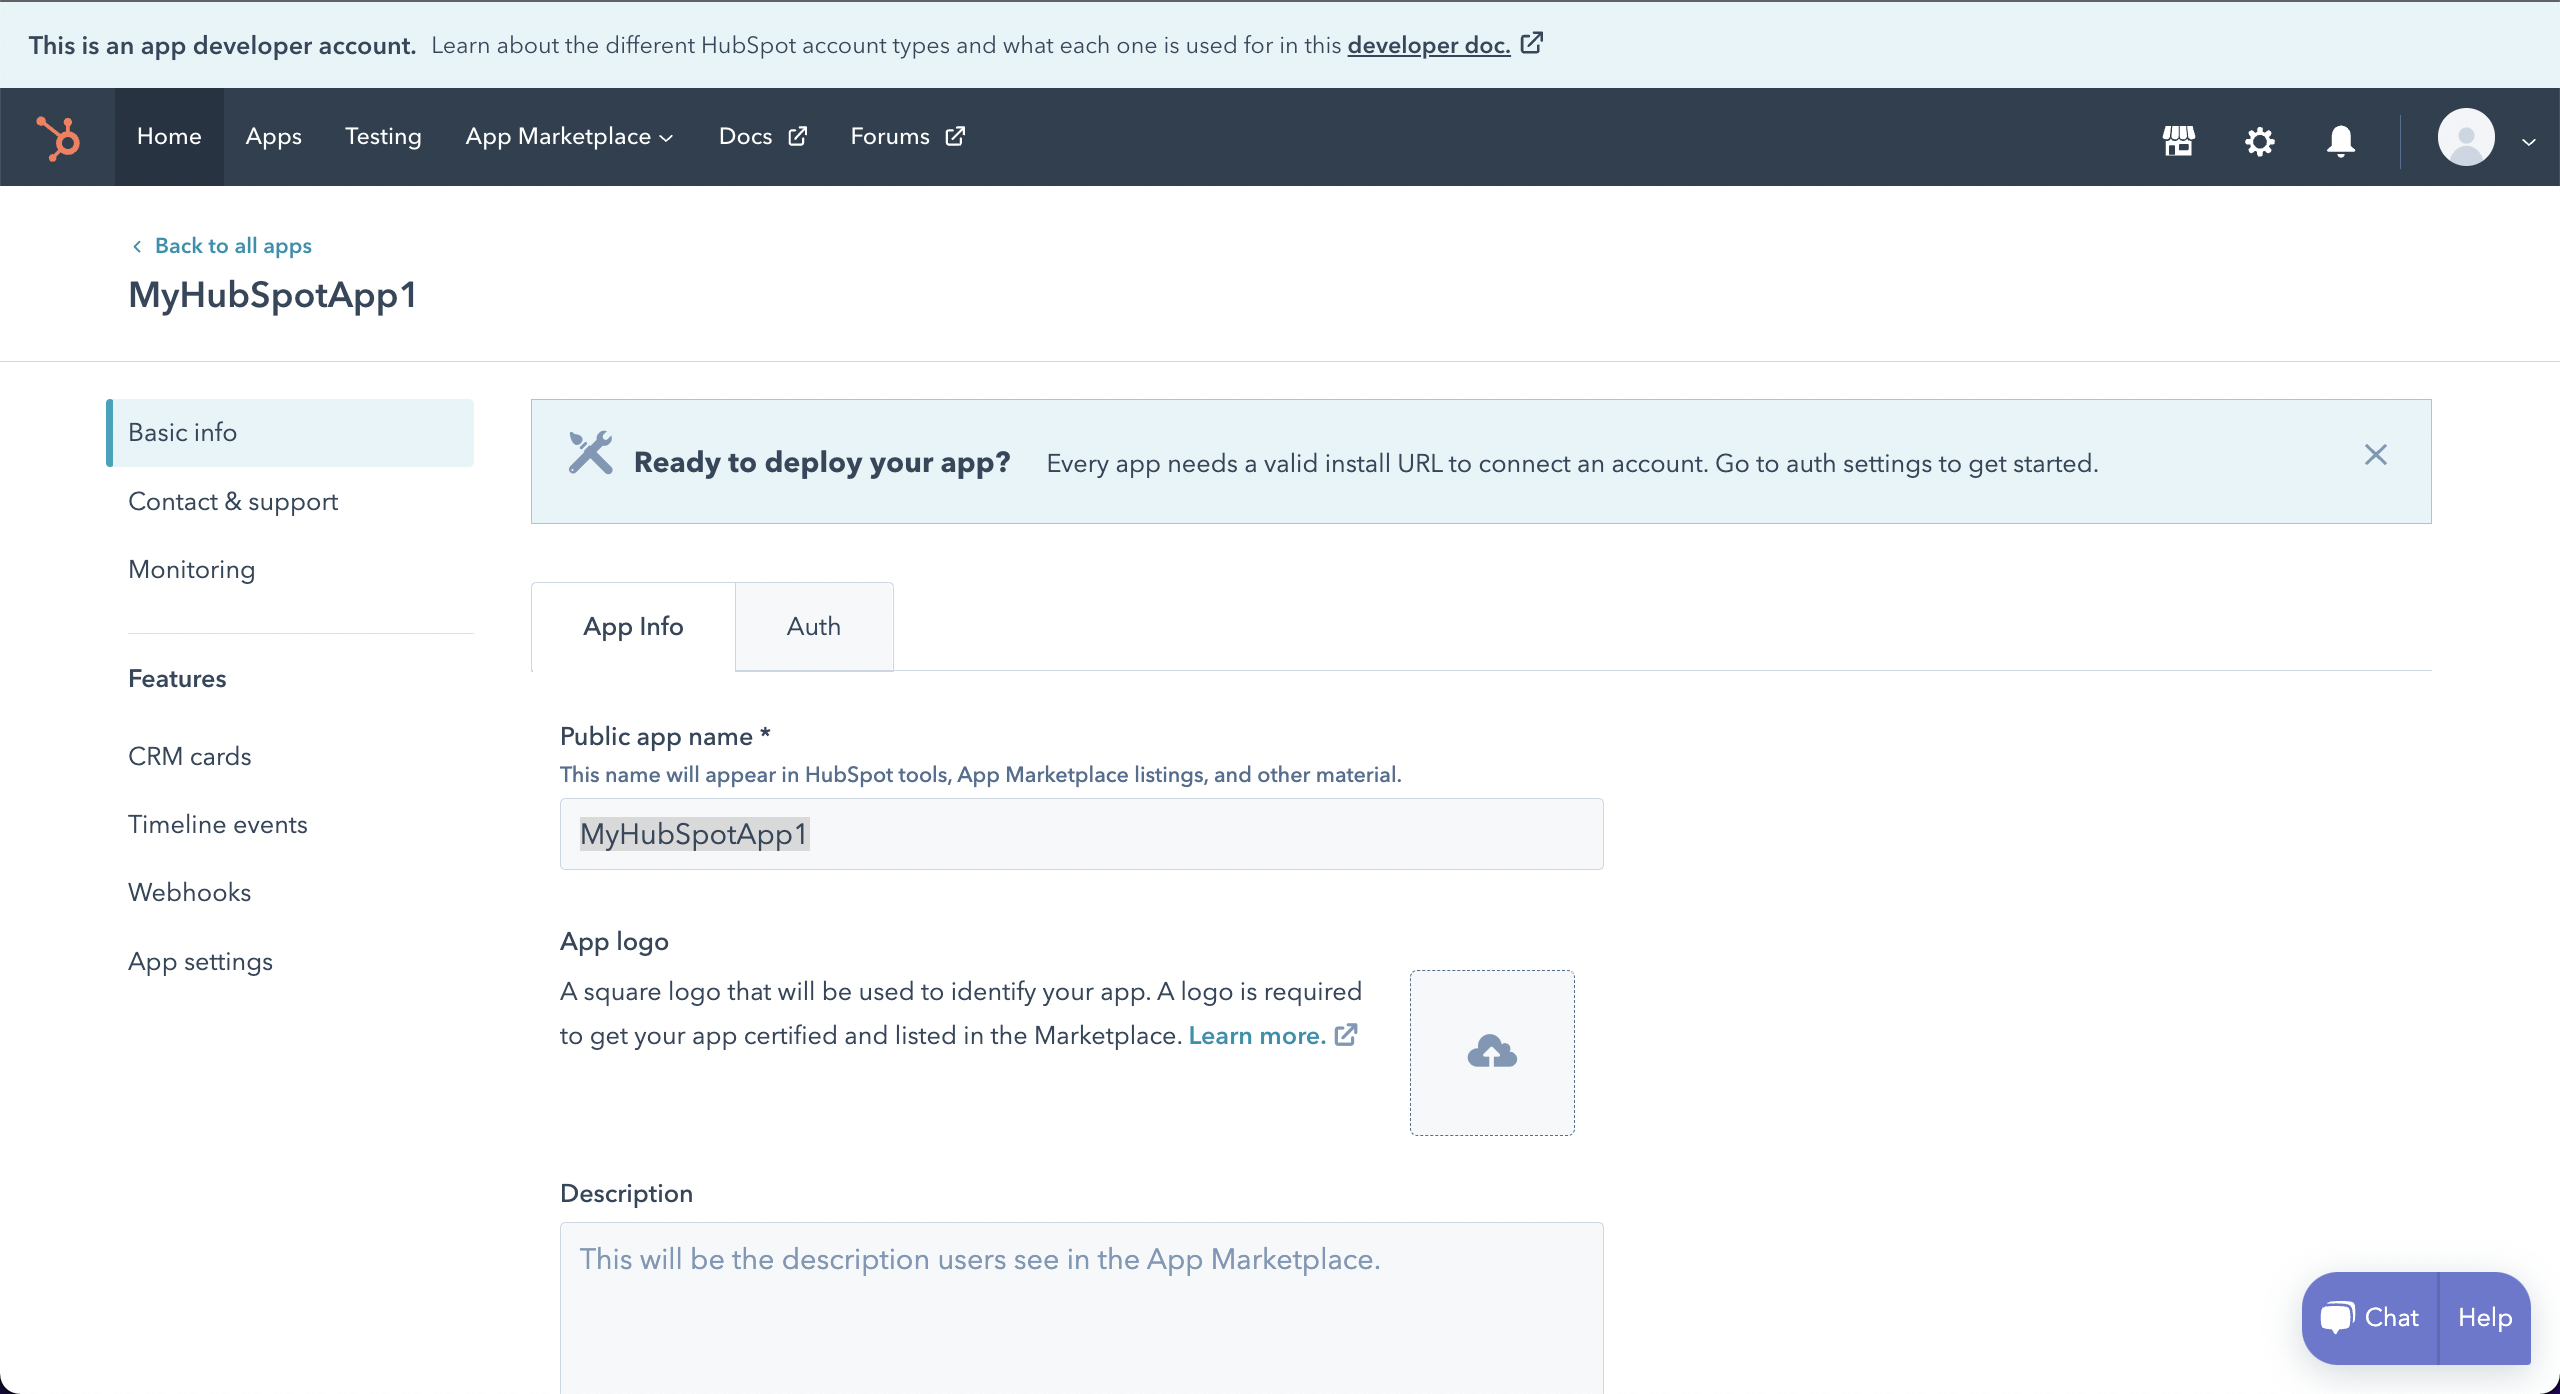 This is an app developer account. Learn about the different HubSpot account types and what each one is used for in this developer doc.
Home Apps Testing App Marketplace Docs Forums
Back to all apps
MyHubSpotApp1
Basic info
Contact & support
Monitoring
Features
CRM cards
Timeline events
Webhooks
App settings
Ready to deploy your app? Every app needs a valid install URL to connect an account. Go to auth settings to get started.
App Info Auth
Public app name *
This name will appear in HubSpot tools, App Marketplace listings, and other material.
MyHubSpotApp1
App logo
A square logo that will be used to identify your app. A logo is required
to get your app certified and listed in the Marketplace. Learn more.
Description
This will be the description users see in the App Marketplace.
Chat Help